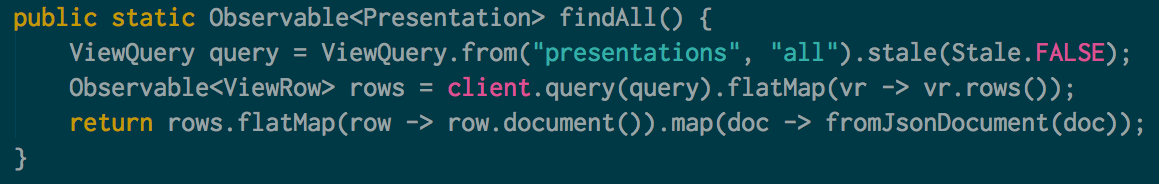 public static Observable<Presentation> findAll() {
    ViewQuery query = ViewQuery.from("presentations", "all").stale(Stale.FALSE);
    Observable<ViewRow> rows = client.query(query).flatMap(vr -> vr.rows());
    return rows.flatMap(row -> row.document()).map(doc -> fromJsonDocument(doc));
}